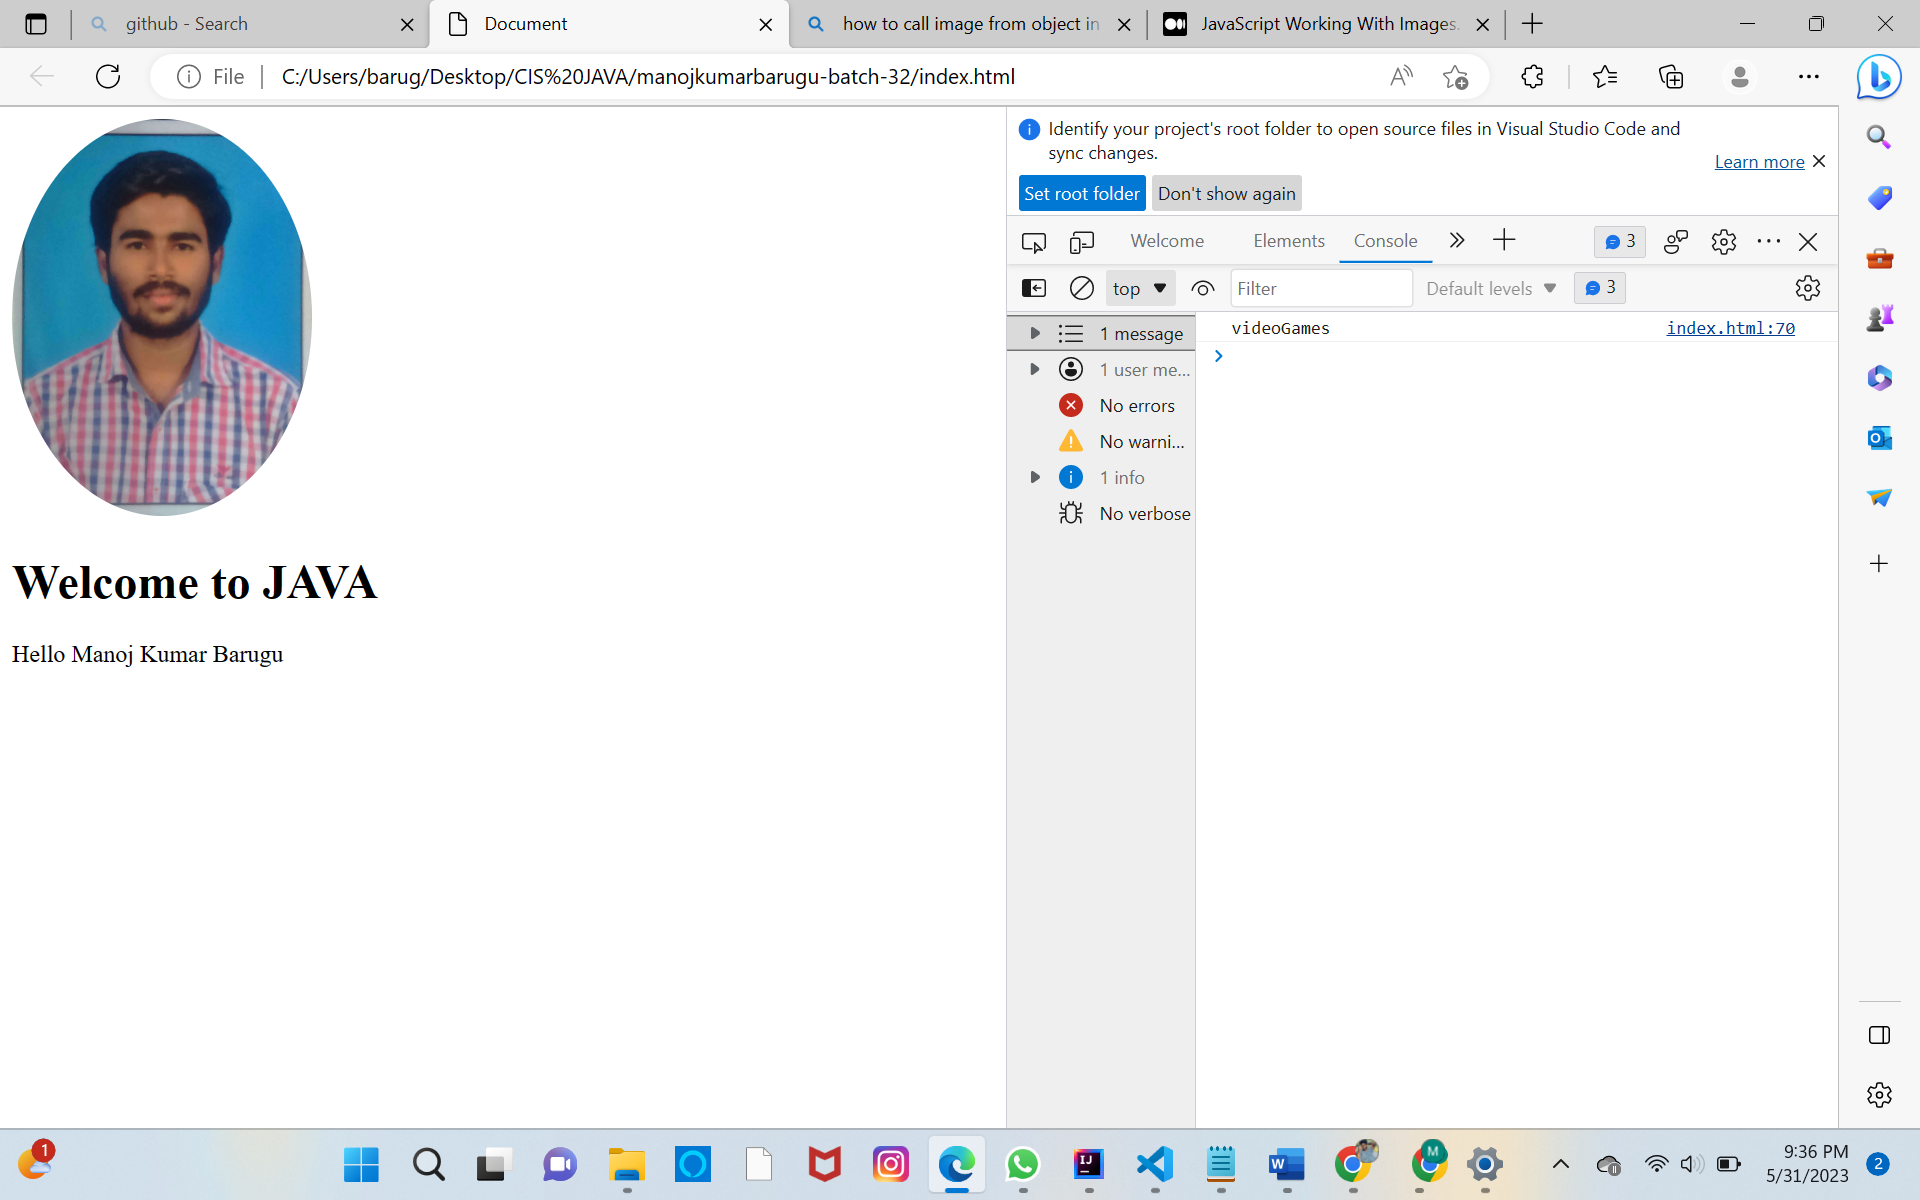 github - Search
Document
how to call image from object in
JavaScript Working With Images.
File
C:/Users/barug/Desktop/CIS%20JAVA/manojkumarbarugu-batch-32/index.html
Identify your project's root folder to open source files in Visual Studio Code and
sync changes.
Learn more
Set root folder
Don't show again
Welcome
Elements
Console
3
top
Filter
Default levels
3
1 message
1 user me...
No errors
No warni...
1 info
No verbose
videoGames
index.html:70
Welcome to JAVA
Hello Manoj Kumar Barugu
1
9:36 PM
5/31/2023
2